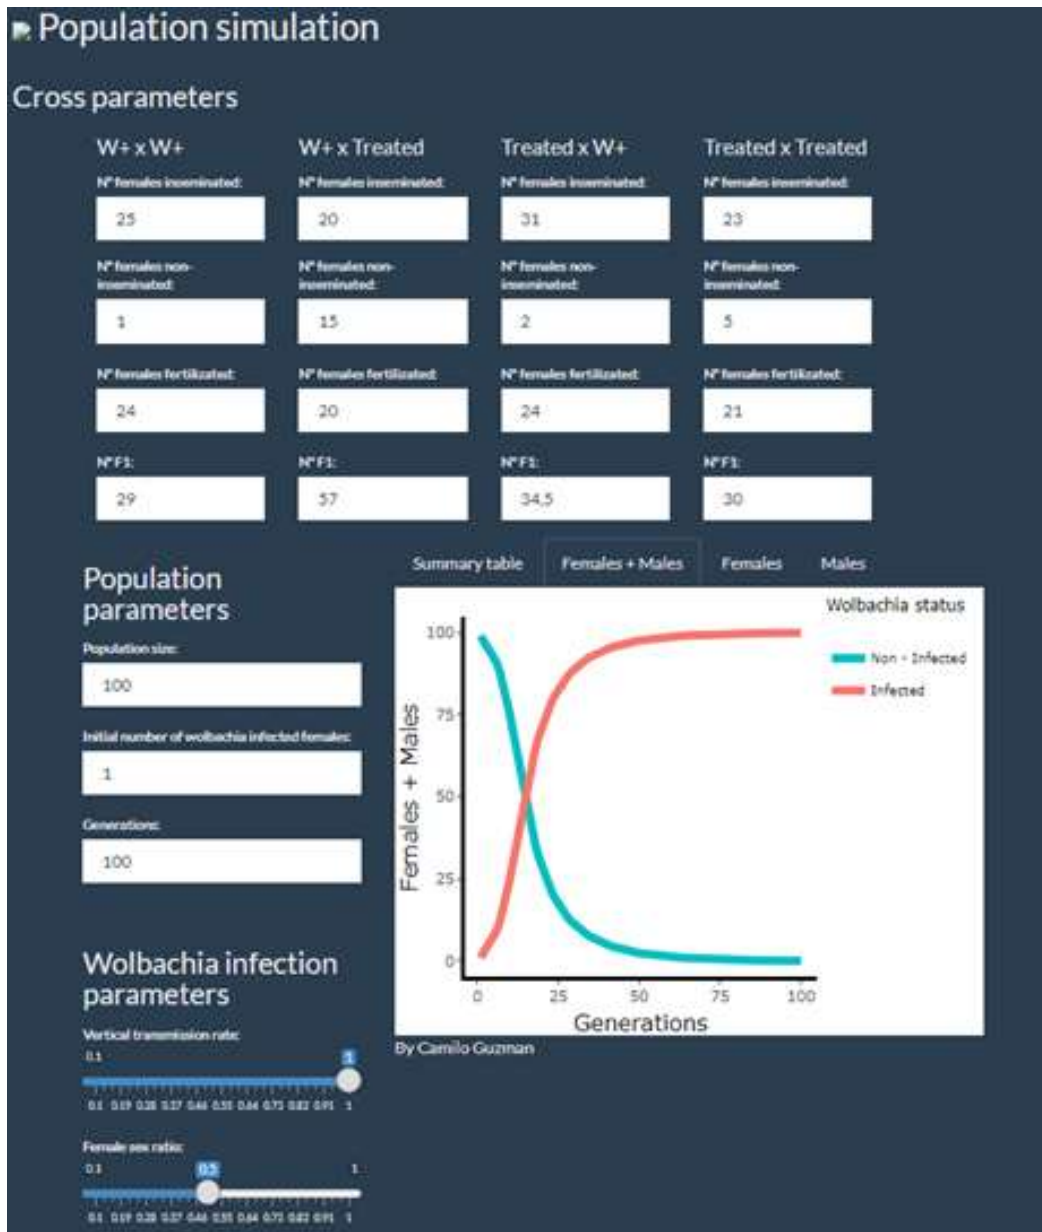 Population simulation
Cross parameters
W+ x W+ W+ x Treated Treated x W+ Treated x Treated
N° females inseminated: N° females inseminated: N° females inseminated: N° females inseminated:
25 20 31 23
N° females non- N° females non- N° females non- N° females non-
inseminated: inseminated: inseminated: inseminated:
1 15 2 5
N° females fertilizated: N° females fertilizated: N° females fertilizated: N° females fertilizated:
24 20 24 21
N° F1: N° F1: N° F1: N° F1:
29 57 34,5 30
Population
parameters
Population size:
100
Initial number of wolbachia infected females:
1
Generations:
100
Wolbachia infection
parameters
Vertical transmission rate:
0.1 1
0.1 0.19 0.28 0.37 0.46 0.55 0.64 0.73 0.82 0.91 1
Female sex ratio:
0.1 0.5 1
0.1 0.19 0.28 0.37 0.46 0.55 0.64 0.73 0.82 0.91 1
Summary table Females + Males Females Males
Wolbachia status
Non - Infected
Infected
Females + Males
100
75
50
25
0
0 25 50 75 100
Generations
By Camilo Guzman